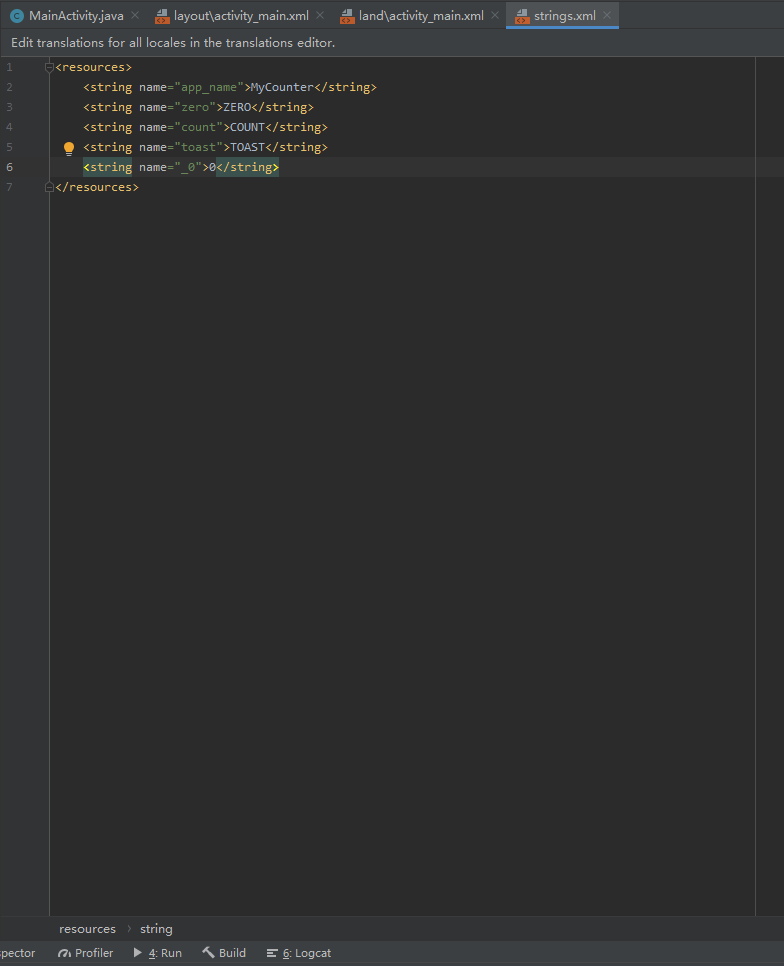 MainActivity.java layout\activity_main.xml land\activity_main.xml strings.xml
Edit translations for all locales in the translations editor.
1 <resources>
2 <string name="app_name">MyCounter</string>
3 <string name="zero">ZERO</string>
4 <string name="count">COUNT</string>
5 <string name="toast">TOAST</string>
6 <string name="_0">0</string>
7 </resources>
resources › string
spector Profiler 4: Run Build 6: Logcat